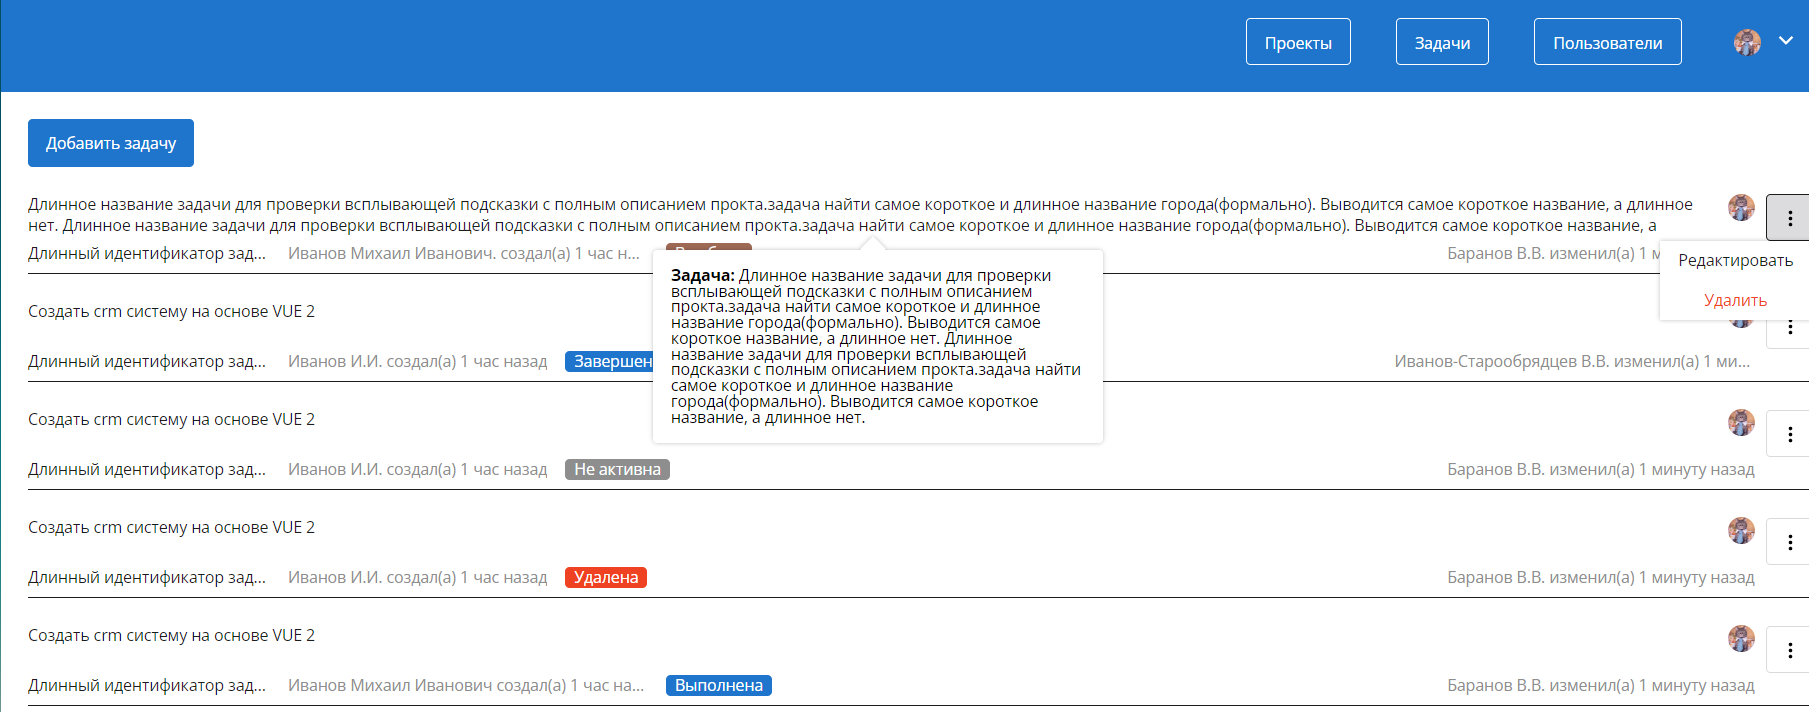 Проекты
Задачи
Пользователи
Добавить задачу
Длинное название задачи для проверки всплывающей подсказки с полным описанием прокта.задача найти самое короткое и длинное название города(формально). Выводится самое короткое название, а длинное
нет. Длинное название задачи для проверки всплывающей подсказки с полным описанием прокта.задача найти самое короткое и длинное название города(формально). Выводится самое короткое название, а
Длинный идентификатор зад... Иванов Михаил Иванович. создал(а) 1 час н... Баранов В.В. изменил(а) 1
Редактировать
Удалить
Задача: Длинное название задачи для проверки
всплывающей подсказки с полным описанием
прокта.задача найти самое короткое и длинное
название города(формально). Выводится самое
короткое название, а длинное нет. Длинное
название задачи для проверки всплывающей
подсказки с полным описанием прокта.задача найти
самое короткое и длинное название
города(формально). Выводится самое короткое
название, а длинное нет.
Создать crm систему на основе VUE 2
Длинный идентификатор зад... Иванов И.И. создал(а) 1 час назад Завершен Иванов-Старообрядцев В.В. изменил(а) 1 ми...
Создать crm систему на основе VUE 2
Длинный идентификатор зад... Иванов И.И. создал(а) 1 час назад Не активна Баранов В.В. изменил(а) 1 минуту назад
Создать crm систему на основе VUE 2
Длинный идентификатор зад... Иванов И.И. создал(а) 1 час назад Удалена Баранов В.В. изменил(а) 1 минуту назад
Создать crm систему на основе VUE 2
Длинный идентификатор зад... Иванов Михаил Иванович создал(а) 1 час на... Выполнена Баранов В.В. изменил(а) 1 минуту назад